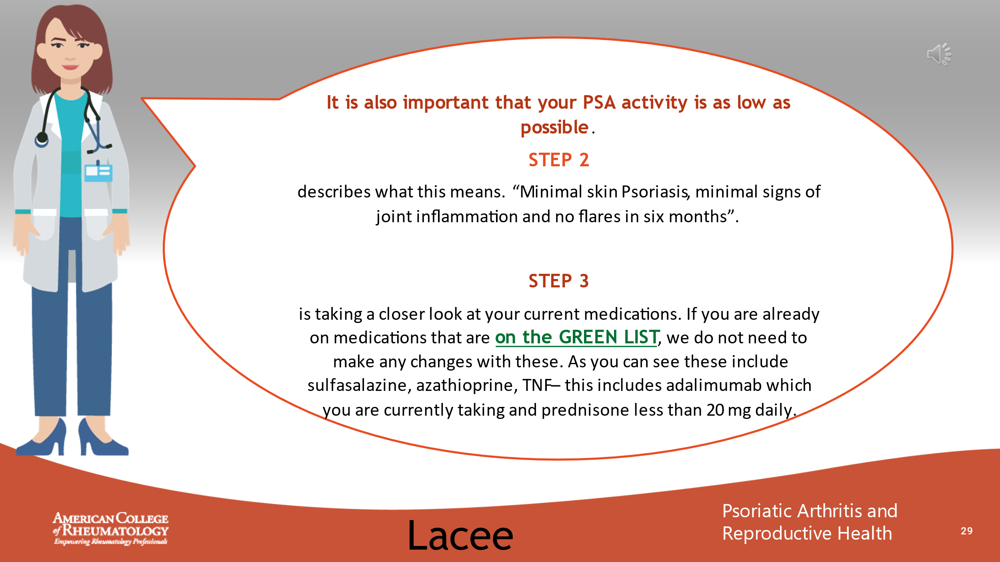 It is also important that your PSA activity is as low as
possible .
STEP 2
describes what this means. “Minimal skin Psoriasis, minimal signs of
joint inflammation and no flares in six months”.
STEP 3
is taking a closer look at your current medications. If you are already
on medications that are on the GREEN LIST, we do not need to
make any changes with these. As you can see these include
sulfasalazine, azathioprine, TNF– this includes adalimumab which
you are currently taking and prednisone less than 20 mg daily.
AMERICAN COLLEGE
of RHEUMATOLOGY
Empowering Rheumatology Professionals
Lacee
Psoriatic Arthritis and
Reproductive Health
29